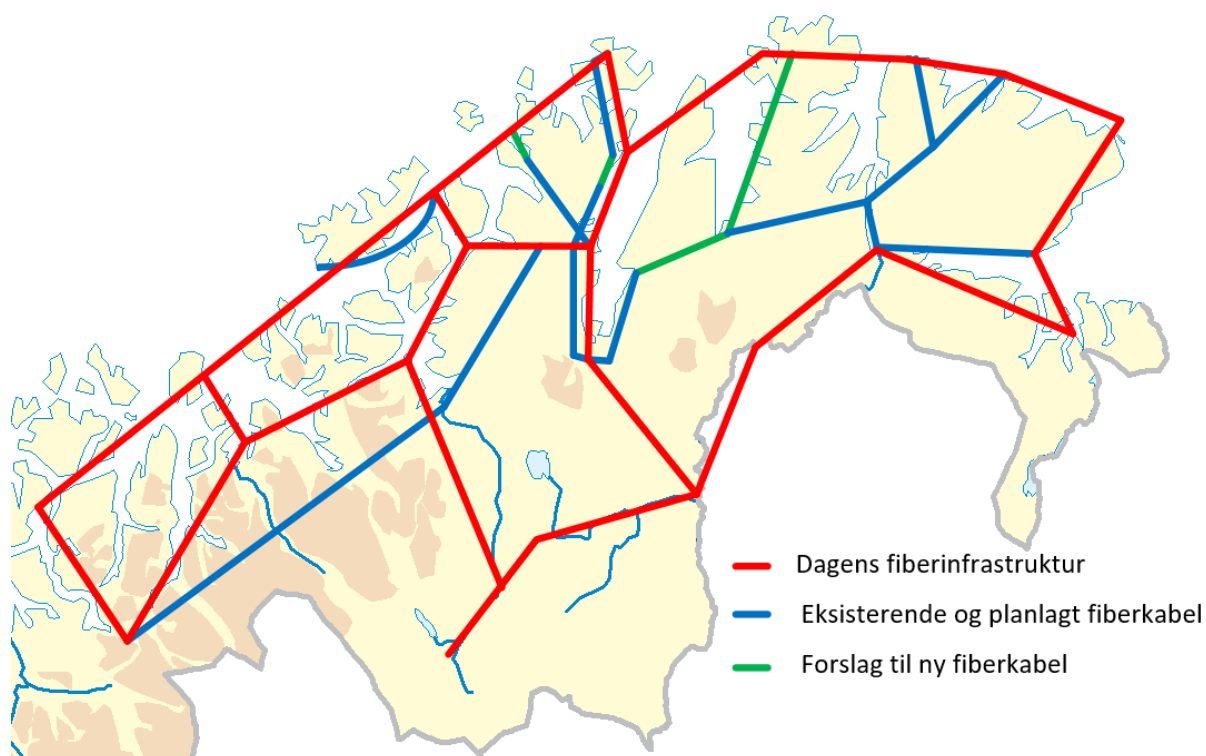 Dagens fiberinfrastruktur
Eksisterende og planlagt fiberkabel
Forslag til ny fiberkabel